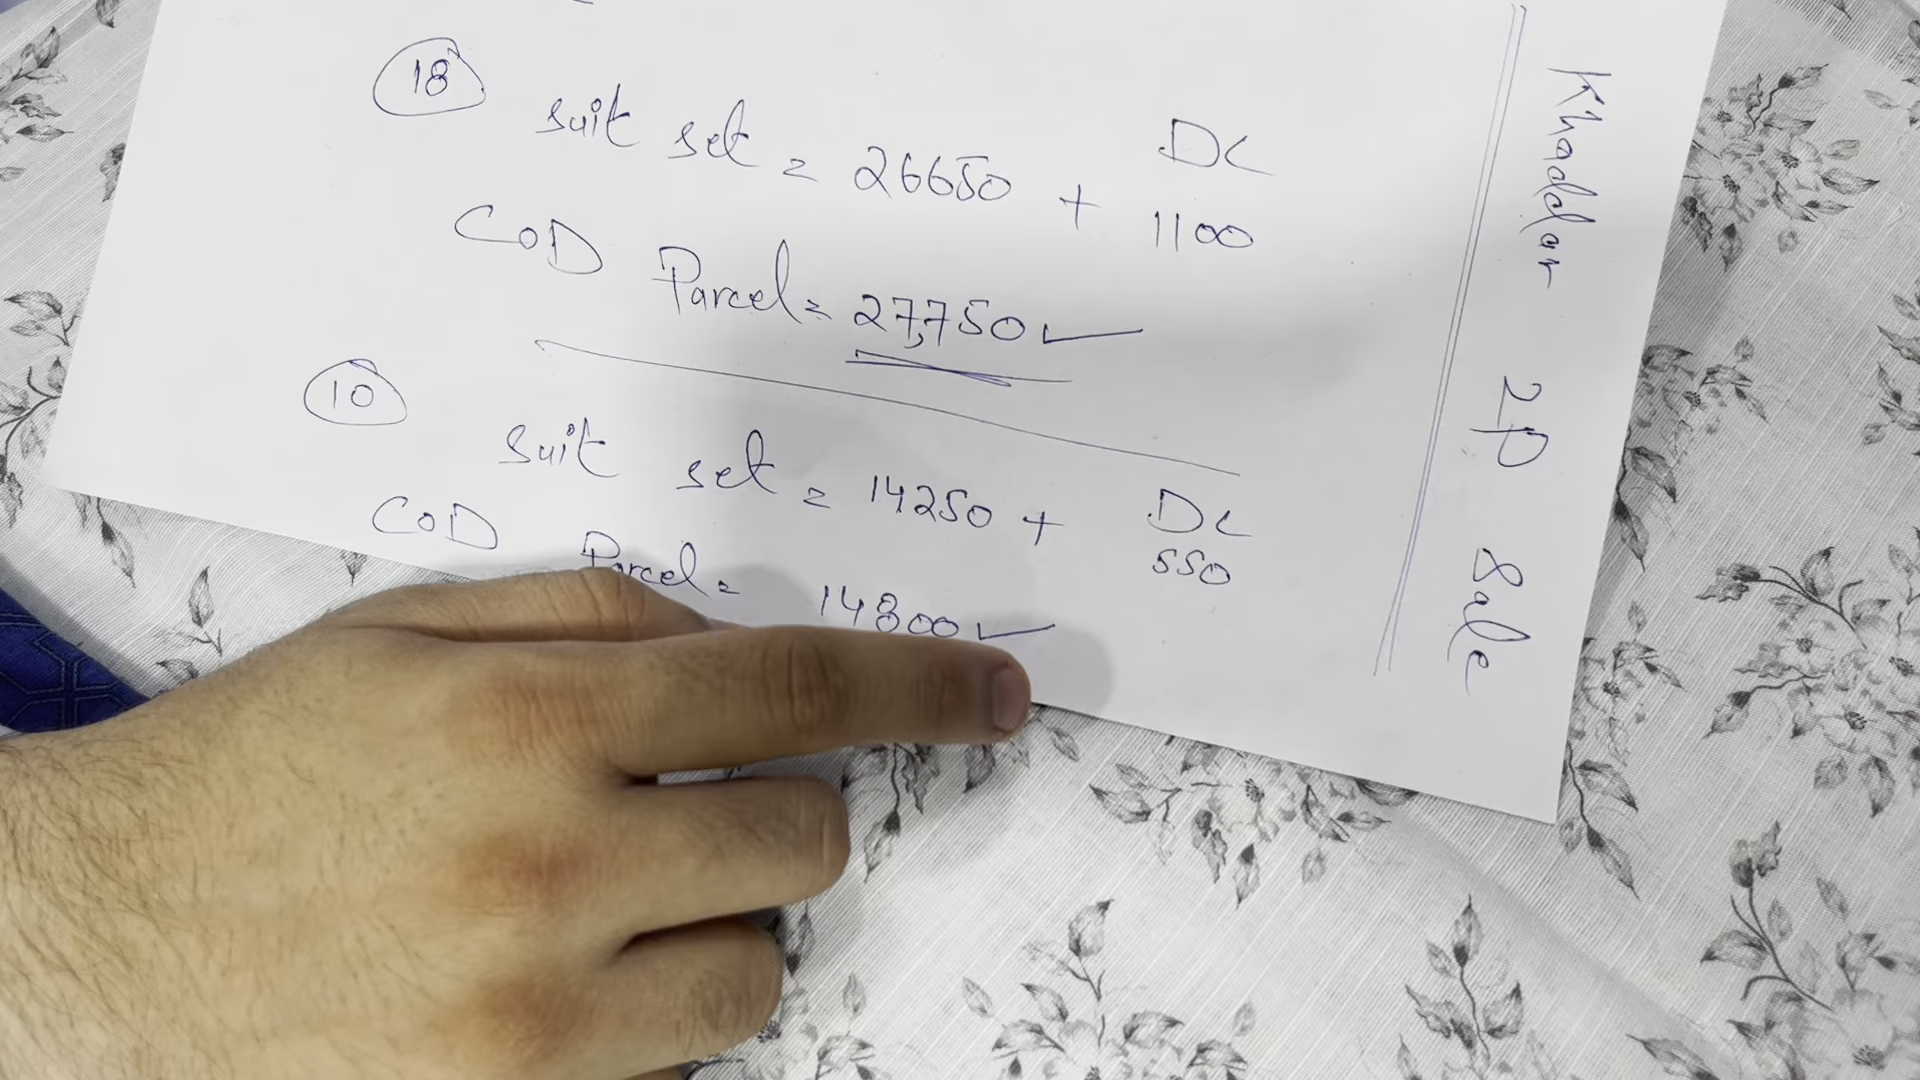 18
Suit set = 26650 + DC 1100
COD Parcel = 27,750 ✓
10
Suit set = 14250 + DC 550
COD Parcel = 14800 ✓
Khaddar 2P Sale